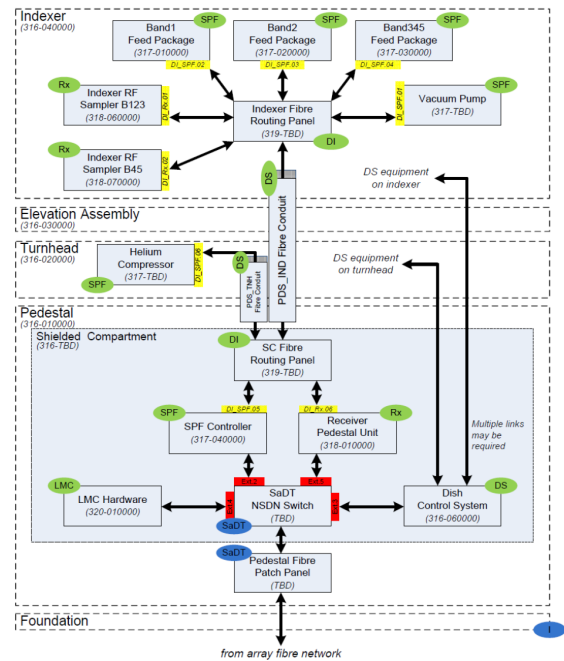 Indexer
(316-040000)
Band1
Feed Package
(317-010000)
SPF
DI_SPF.02
Band2
Feed Package
(317-020000)
SPF
DI_SPF.03
Band345
Feed Package
(317-030000)
SPF
DI_SPF.04
Rx
Indexer RF
Sampler B123
(318-060000)
DI_Rx.01
Indexer Fibre
Routing Panel
(319-TBD)
DI
DI_SPF.01
Vacuum Pump
(317-TBD)
SPF
Rx
Indexer RF
Sampler B45
(318-070000)
DI_Rx.02
DS
PDS_IND Fibre Conduit
DS equipment
on indexer
Elevation Assembly
(316-030000)
Turnhead
(316-020000)
Helium
Compressor
(317-TBD)
SPF
DI_SPF.06
DS
PDS_TNH
Fibre Conduit
DS equipment
on turnhead
Pedestal
(316-010000)
Shielded Compartment
(316-TBD)
DI
SC Fibre
Routing Panel
(319-TBD)
DI_SPF.05
SPF
SPF Controller
(317-040000)
DI_Rx.06
Rx
Receiver
Pedestal Unit
(318-010000)
Multiple links
may be
required
LMC
LMC Hardware
(320-010000)
SaDT
NSDN Switch
(TBD)
SaDT
DS
Dish
Control System
(316-060000)
SaDT
Pedestal Fibre
Patch Panel
(TBD)
Foundation
I
from array fibre network